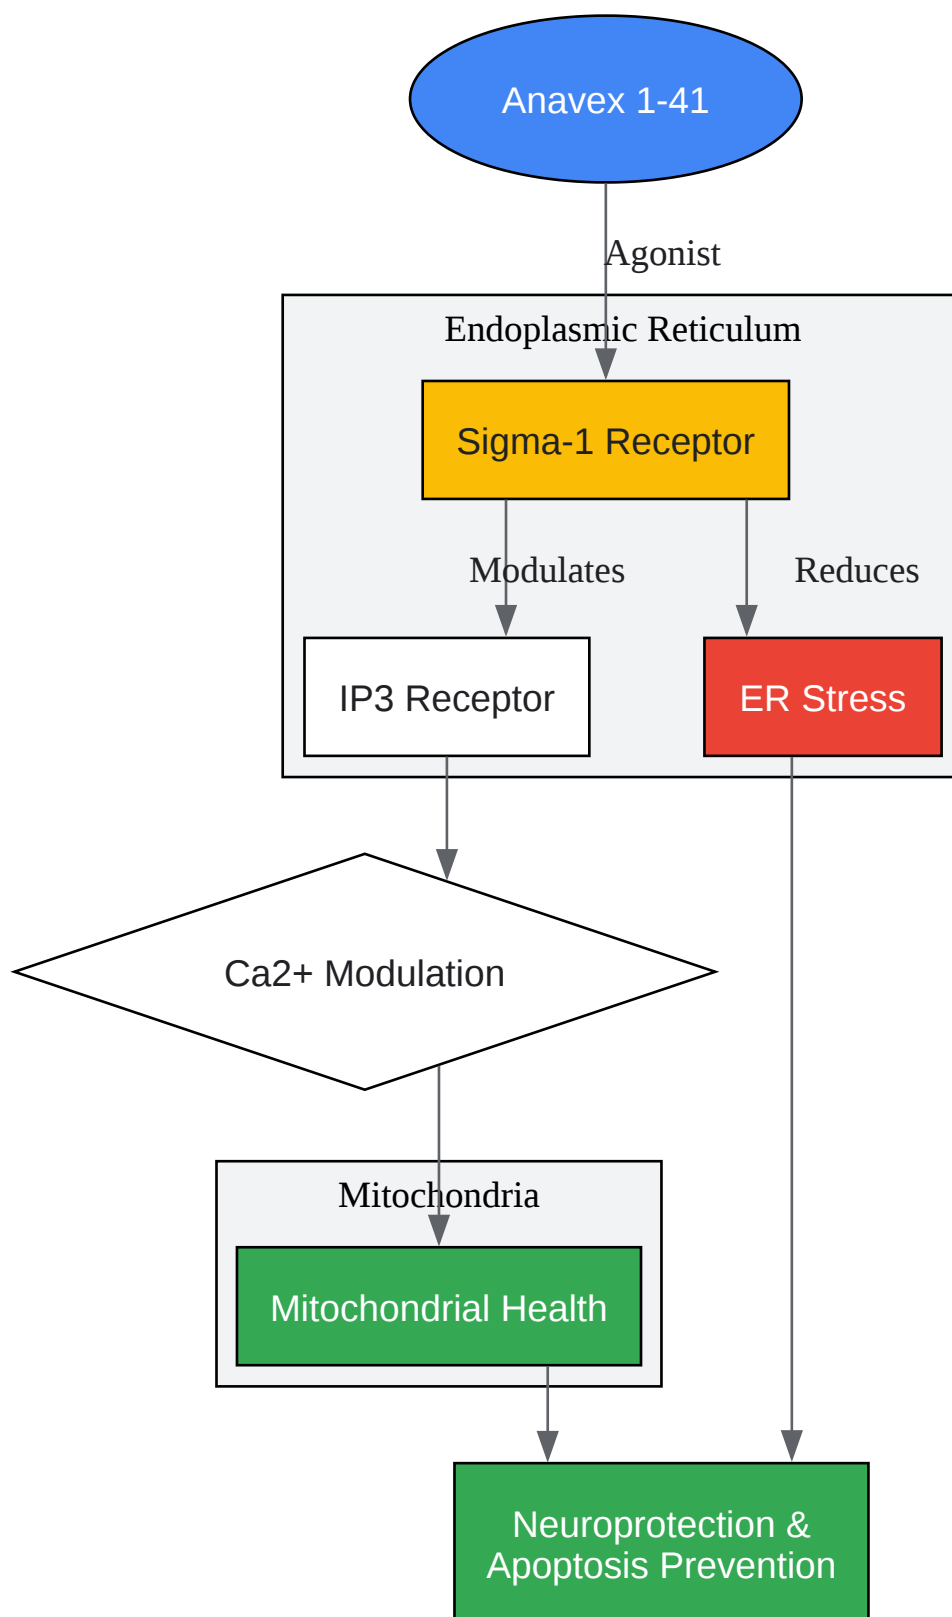 Anavex 1-41
Agonist
Endoplasmic Reticulum
Sigma-1 Receptor
Modulates
Reduces
IP3 Receptor
ER Stress
Ca2+ Modulation
Mitochondria
Mitochondrial Health
Neuroprotection &
Apoptosis Prevention